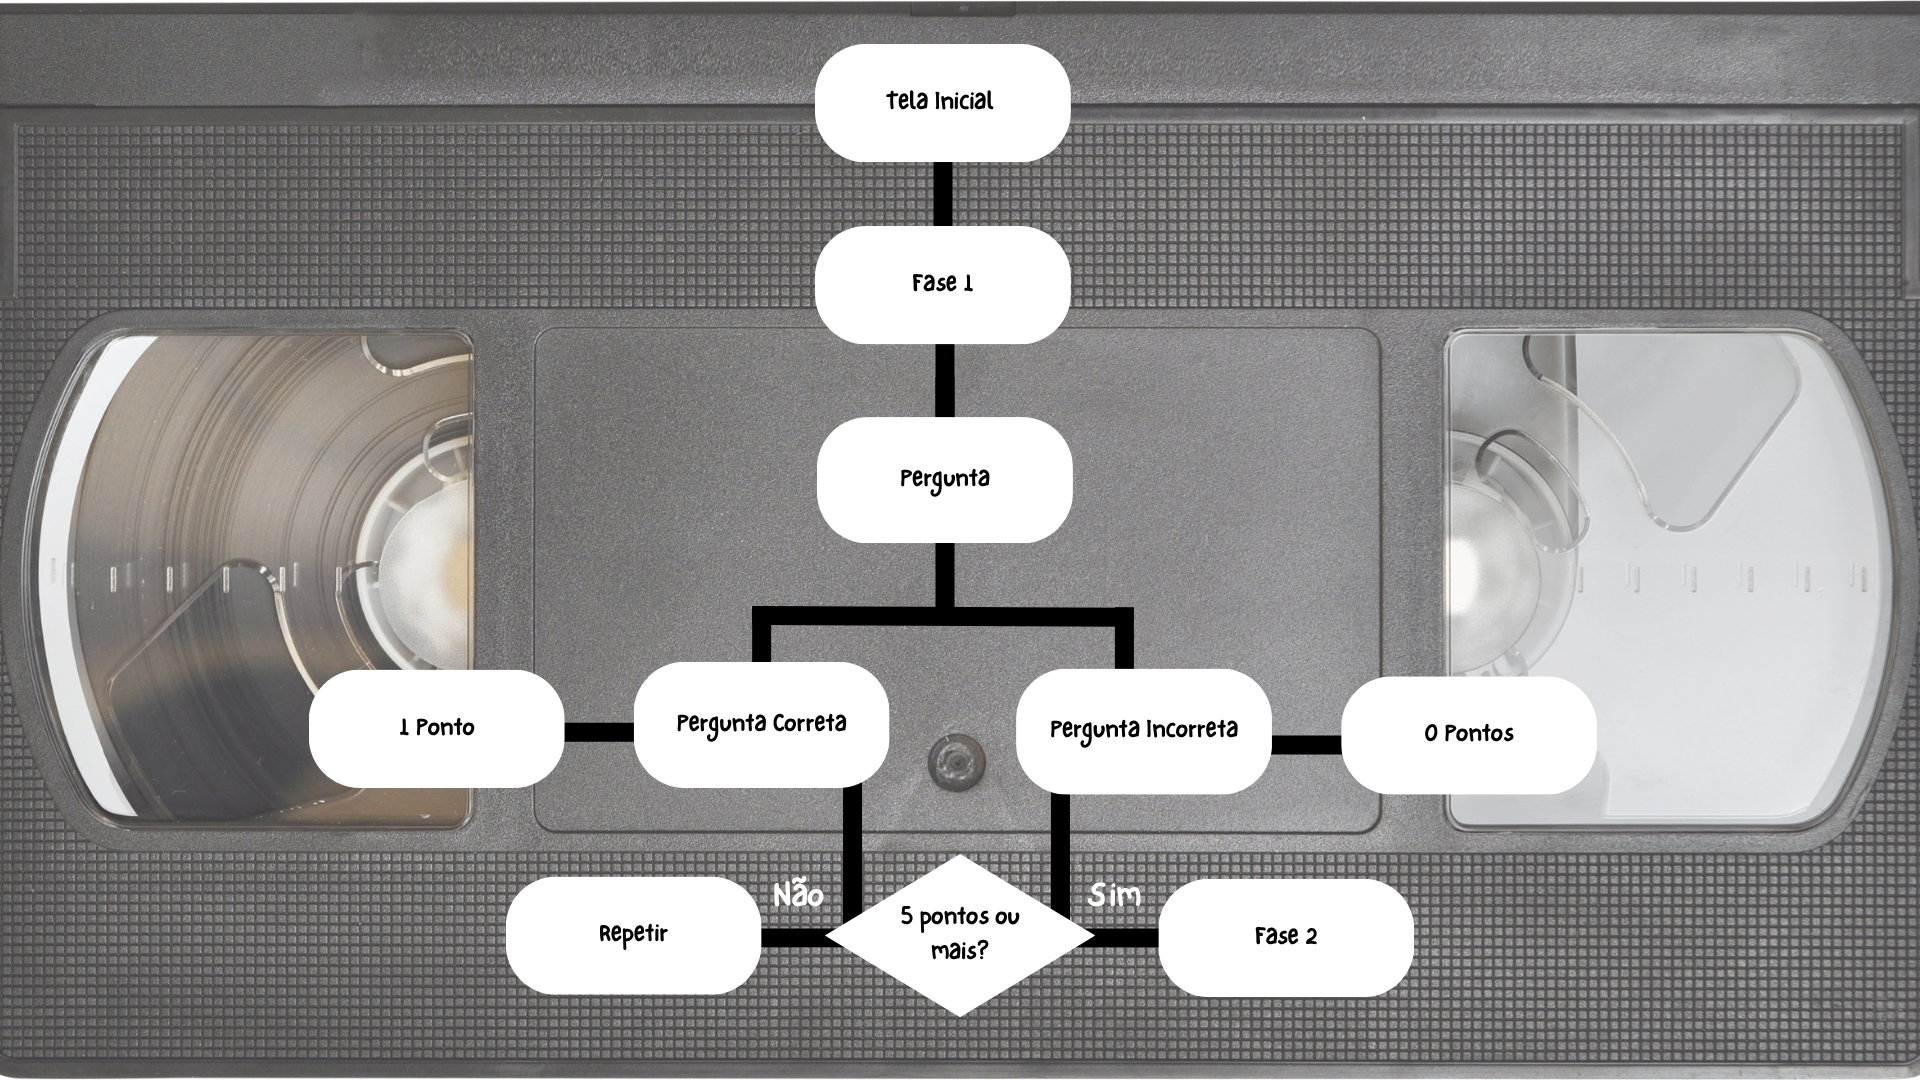 Tela Inicial
Fase 1
Pergunta
1 Ponto
Pergunta Correta
Pergunta Incorreta
0 Pontos
Não
Sim
Repetir
5 pontos ou
mais?
Fase 2